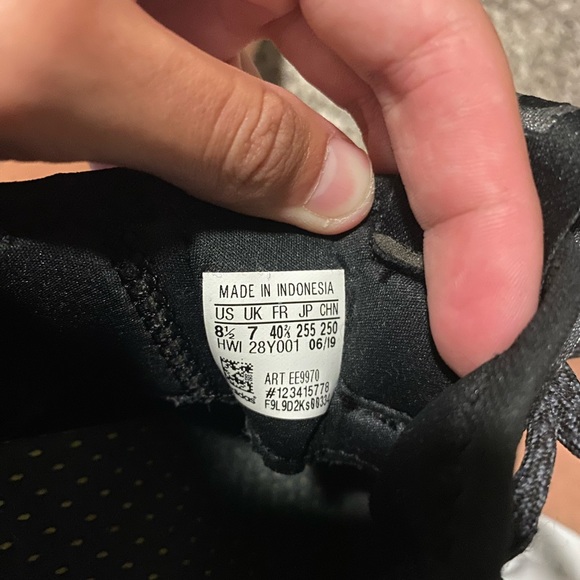 MADE IN INDONESIA
US UK FR JP CHN
8½ 7 40⅔ 255 250
HWI 28Y001 06/19
ART EE9970
#123415778